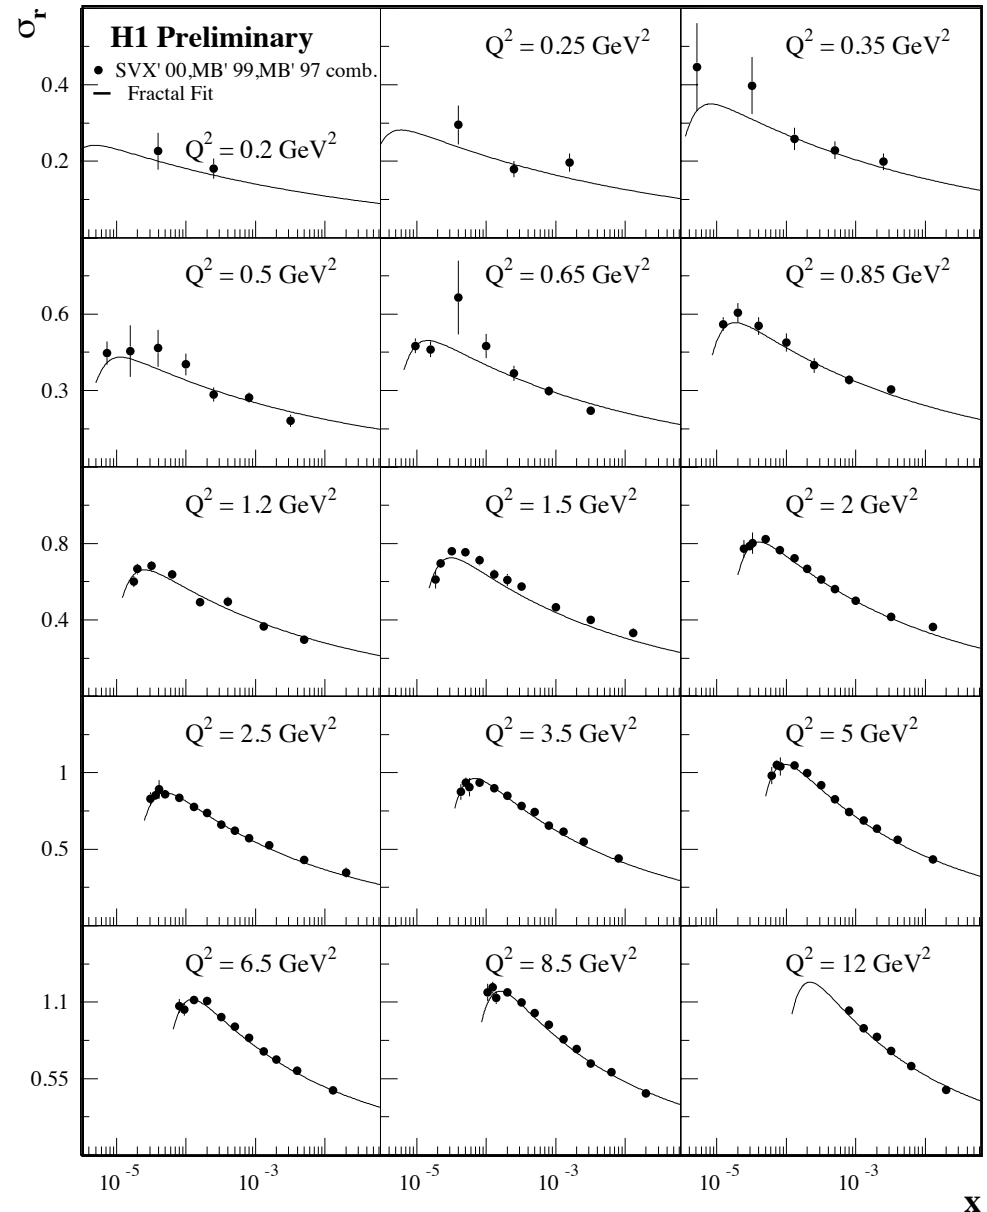 σr
H1 Preliminary
SVX' 00,MB' 99,MB' 97 comb.
Fractal Fit
Q² = 0.2 GeV²
Q² = 0.25 GeV²
Q² = 0.35 GeV²
0.4
0.2
Q² = 0.5 GeV²
Q² = 0.65 GeV²
Q² = 0.85 GeV²
0.6
0.3
Q² = 1.2 GeV²
Q² = 1.5 GeV²
Q² = 2 GeV²
0.8
0.4
Q² = 2.5 GeV²
Q² = 3.5 GeV²
Q² = 5 GeV²
1
0.5
Q² = 6.5 GeV²
Q² = 8.5 GeV²
Q² = 12 GeV²
1.1
0.55
10⁻⁵ 10⁻³ 10⁻⁵ 10⁻³ 10⁻⁵ 10⁻³
x